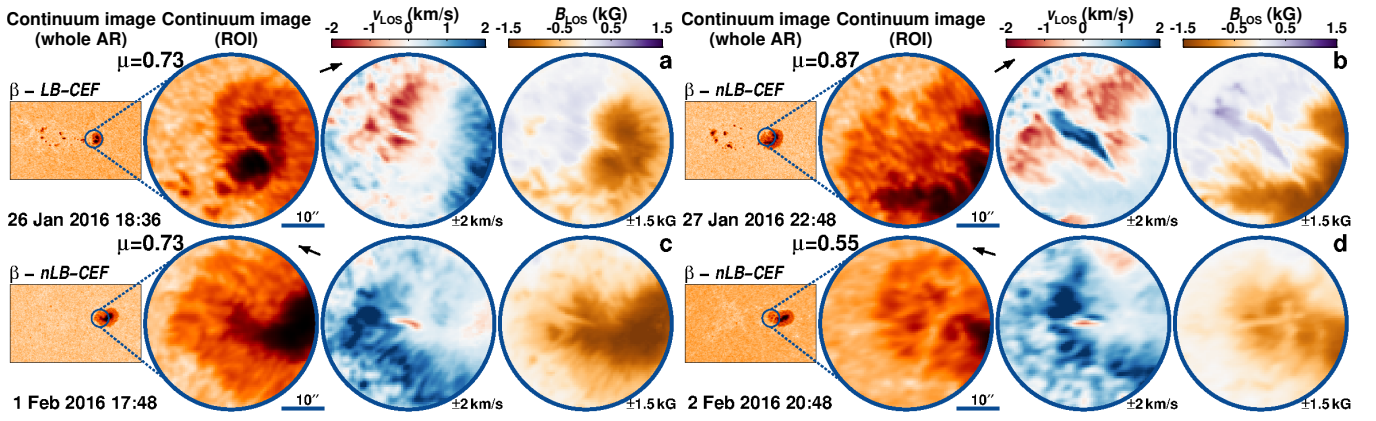 Continuum image (whole AR)
Continuum image (ROI)
v_LOS (km/s)
-2 -1 0 1 2
B_LOS (kG)
-1.5 -0.5 0.5 1.5
Continuum image (whole AR)
Continuum image (ROI)
v_LOS (km/s)
-2 -1 0 1 2
B_LOS (kG)
-1.5 -0.5 0.5 1.5
μ=0.73
a
β − LB−CEF
26 Jan 2016 18:36
10″
±2 km/s
±1.5 kG
μ=0.87
b
β − nLB−CEF
27 Jan 2016 22:48
10″
±2 km/s
±1.5 kG
μ=0.73
c
β − nLB−CEF
1 Feb 2016 17:48
10″
±2 km/s
±1.5 kG
μ=0.55
d
β − nLB−CEF
2 Feb 2016 20:48
10″
±2 km/s
±1.5 kG